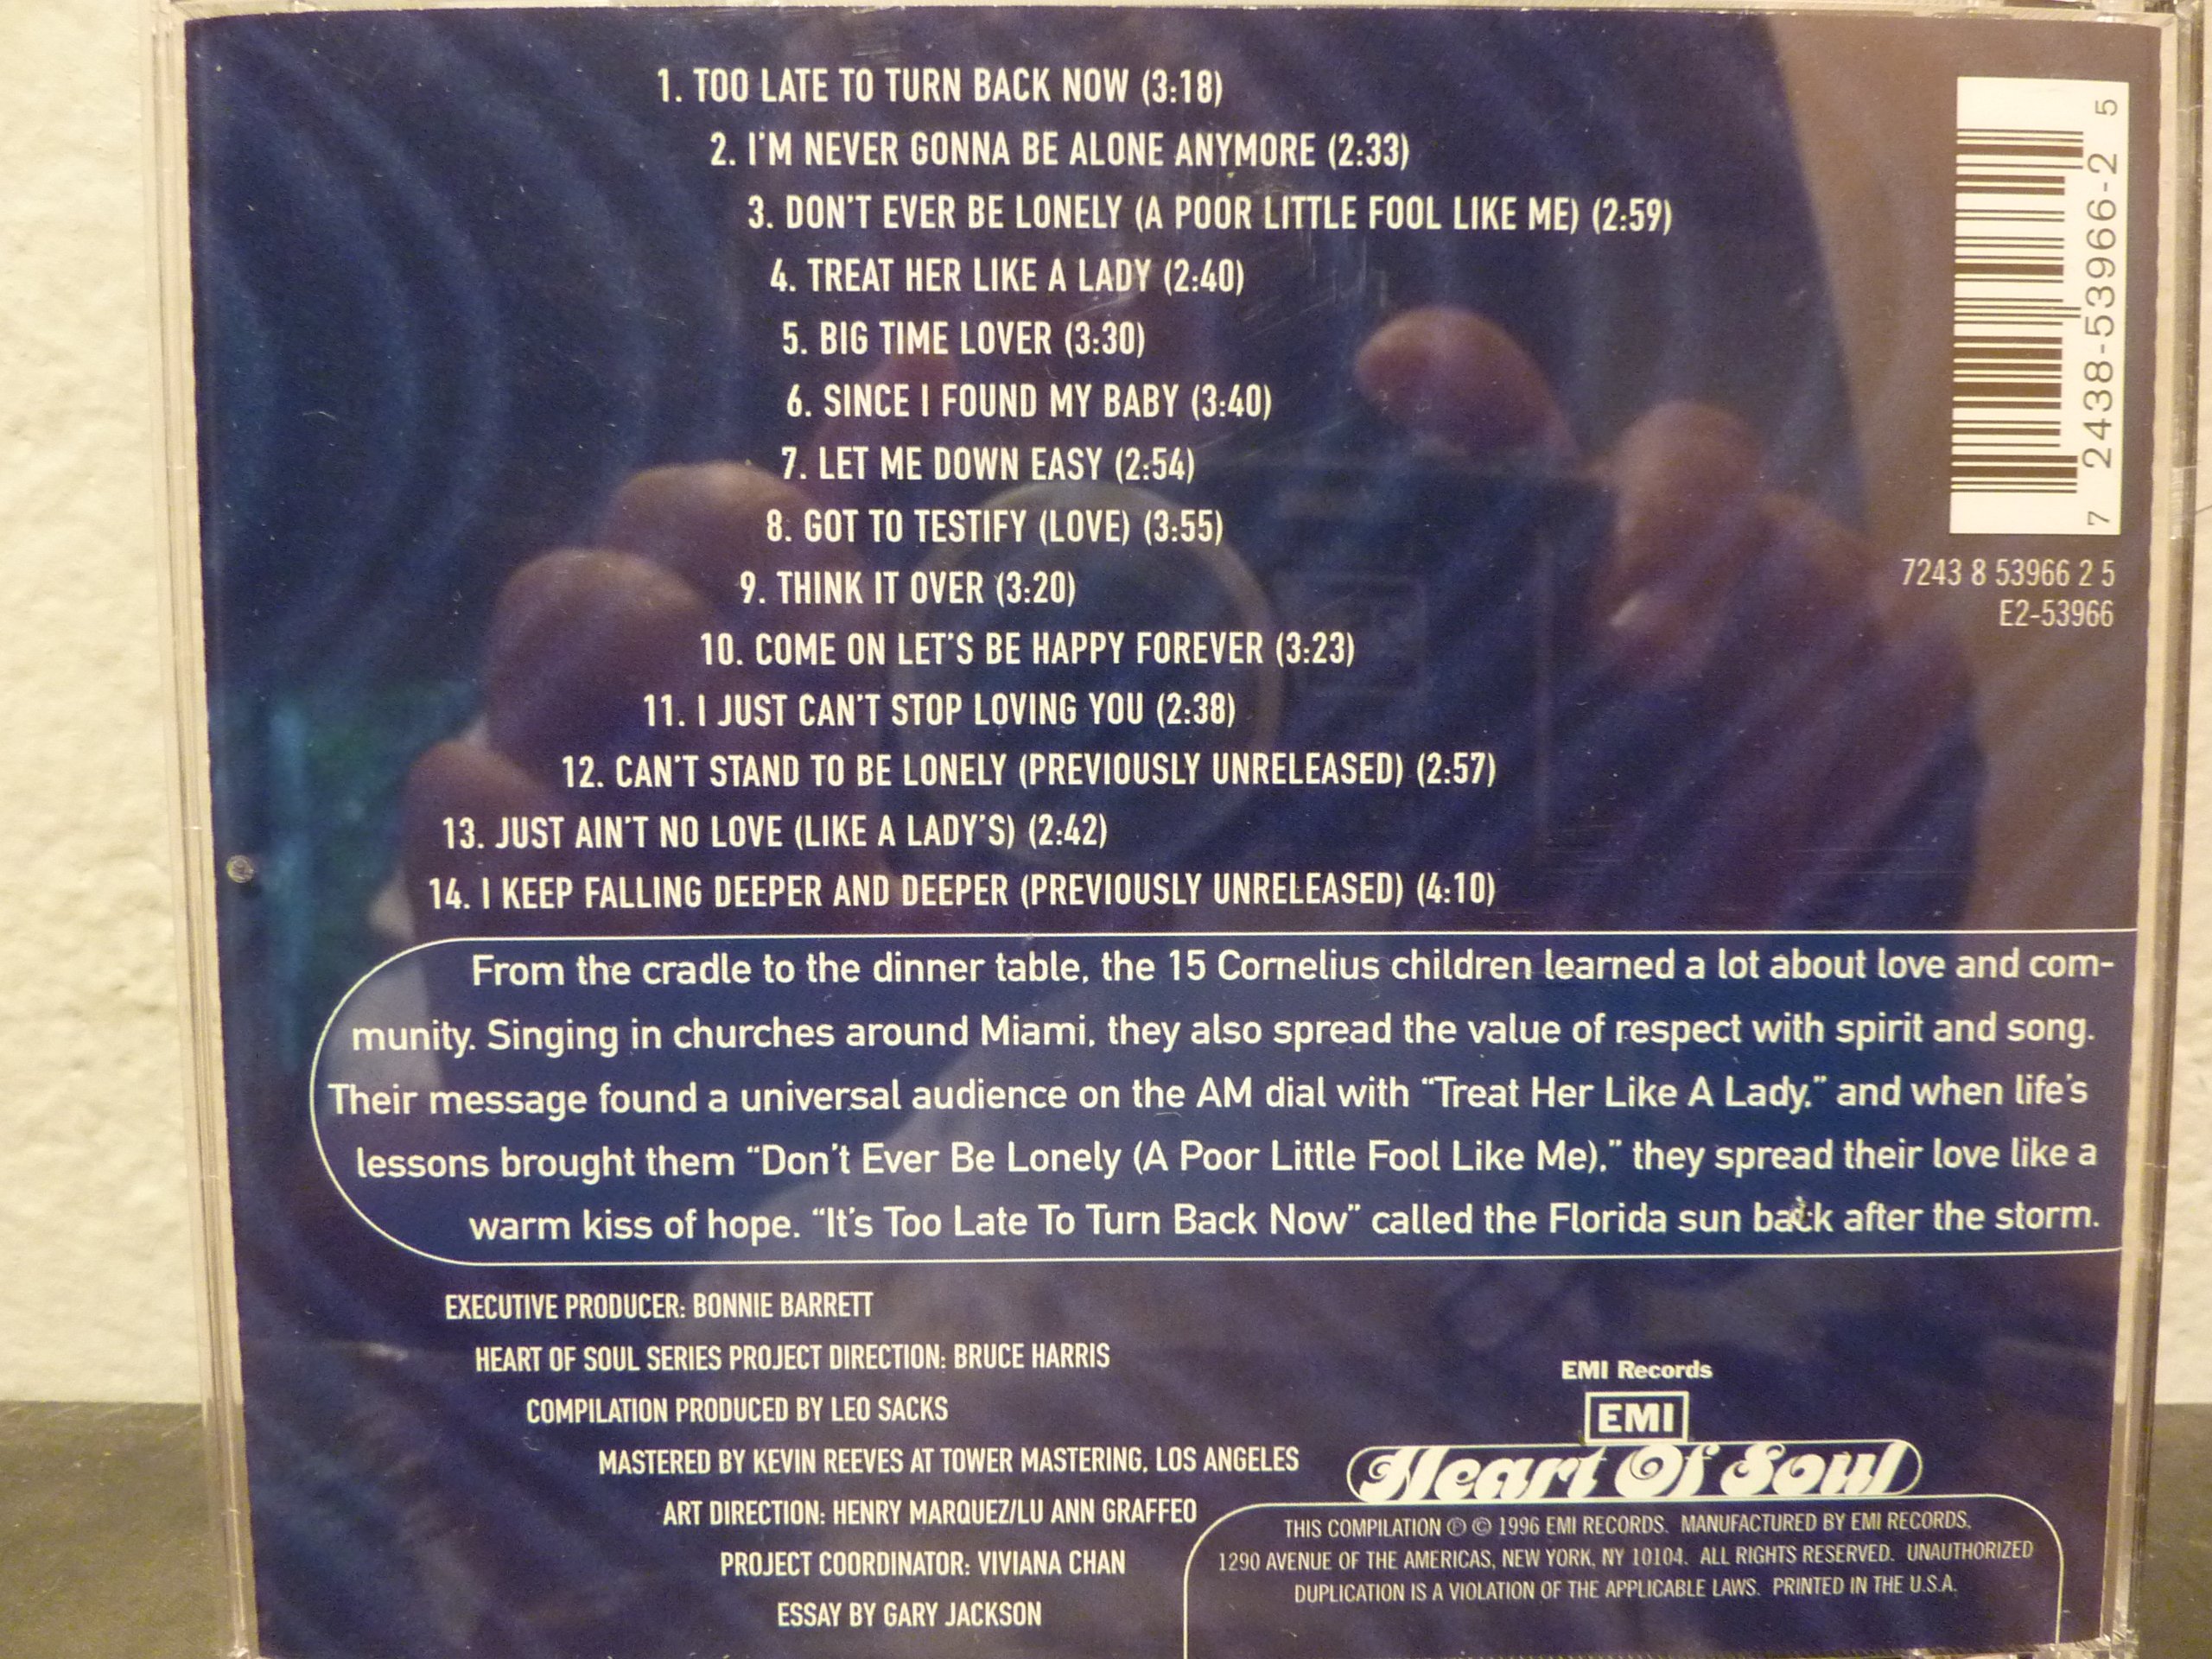 1. TOO LATE TO TURN BACK NOW (3:18)
2. I'M NEVER GONNA BE ALONE ANYMORE (2:33)
3. DON'T EVER BE LONELY (A POOR LITTLE FOOL LIKE ME) (2:59)
4. TREAT HER LIKE A LADY (2:40)
5. BIG TIME LOVER (3:30)
6. SINCE I FOUND MY BABY (3:40)
7. LET ME DOWN EASY (2:54)
8. GOT TO TESTIFY (LOVE) (3:55)
9. THINK IT OVER (3:20)
10. COME ON LET'S BE HAPPY FOREVER (3:23)
11. I JUST CAN'T STOP LOVING YOU (2:38)
12. CAN'T STAND TO BE LONELY (PREVIOUSLY UNRELEASED) (2:57)
13. JUST AIN'T NO LOVE (LIKE A LADY'S) (2:42)
14. I KEEP FALLING DEEPER AND DEEPER (PREVIOUSLY UNRELEASED) (4:10)
7 2438-53966-2 5
7243 8 53966 2 5
E2-53966
From the cradle to the dinner table, the 15 Cornelius children learned a lot about love and com-
munity. Singing in churches around Miami, they also spread the value of respect with spirit and song.
Their message found a universal audience on the AM dial with “Treat Her Like A Lady,” and when life's
lessons brought them “Don't Ever Be Lonely (A Poor Little Fool Like Me),” they spread their love like a
warm kiss of hope. “It's Too Late To Turn Back Now” called the Florida sun back after the storm.
EXECUTIVE PRODUCER: BONNIE BARRETT
HEART OF SOUL SERIES PROJECT DIRECTION: BRUCE HARRIS
COMPILATION PRODUCED BY LEO SACKS
MASTERED BY KEVIN REEVES AT TOWER MASTERING, LOS ANGELES
ART DIRECTION: HENRY MARQUEZ/LU ANN GRAFFEO
PROJECT COORDINATOR: VIVIANA CHAN
ESSAY BY GARY JACKSON
EMI Records
EMI
Heart Of Soul
THIS COMPILATION ℗ © 1996 EMI RECORDS. MANUFACTURED BY EMI RECORDS,
1290 AVENUE OF THE AMERICAS, NEW YORK, NY 10104. ALL RIGHTS RESERVED. UNAUTHORIZED
DUPLICATION IS A VIOLATION OF THE APPLICABLE LAWS. PRINTED IN THE U.S.A.